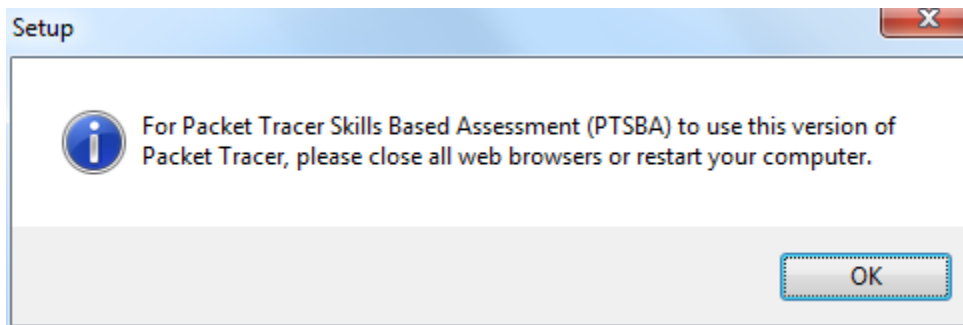 Setup
For Packet Tracer Skills Based Assessment (PTSBA) to use this version of
Packet Tracer, please close all web browsers or restart your computer.
OK